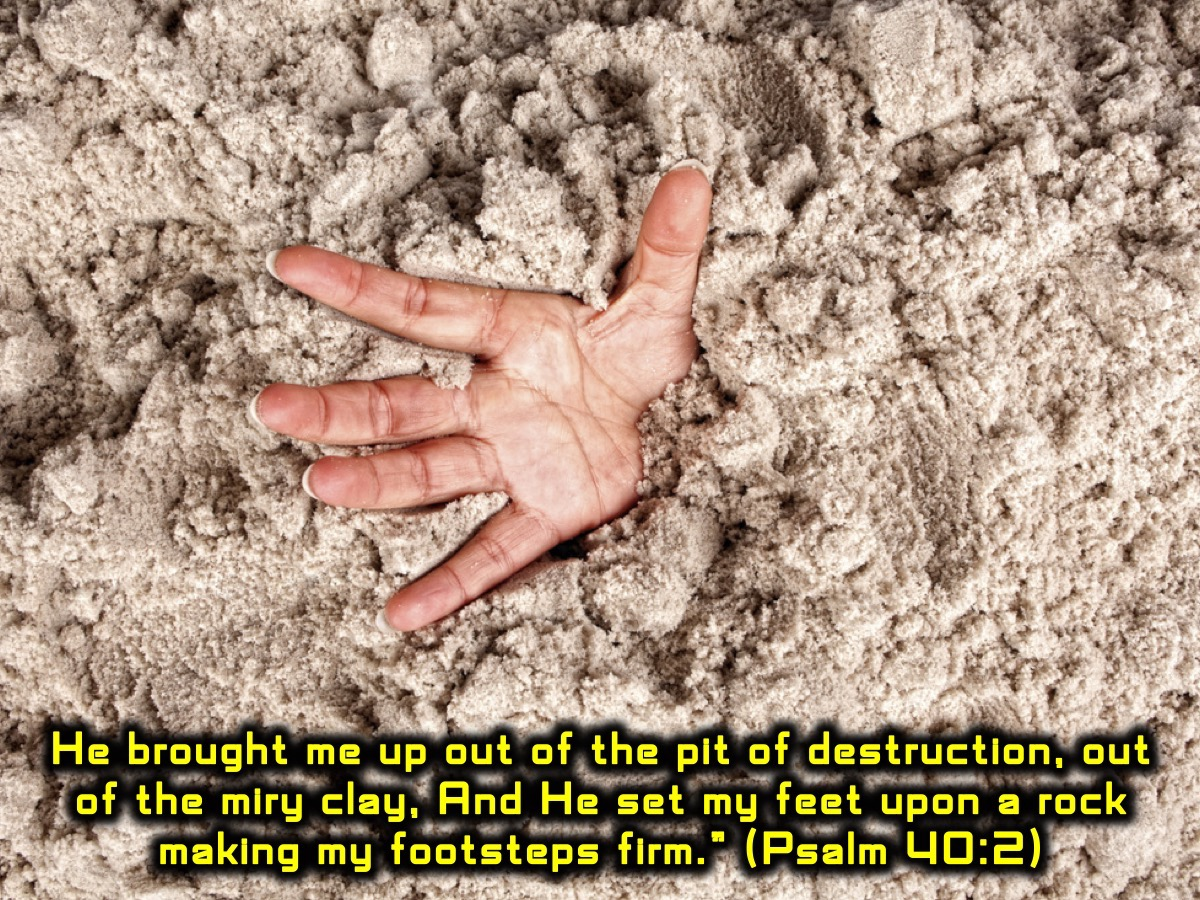 He brought me up out of the pit of destruction, out
of the miry clay, And He set my feet upon a rock
making my footsteps firm." (Psalm 40:2)